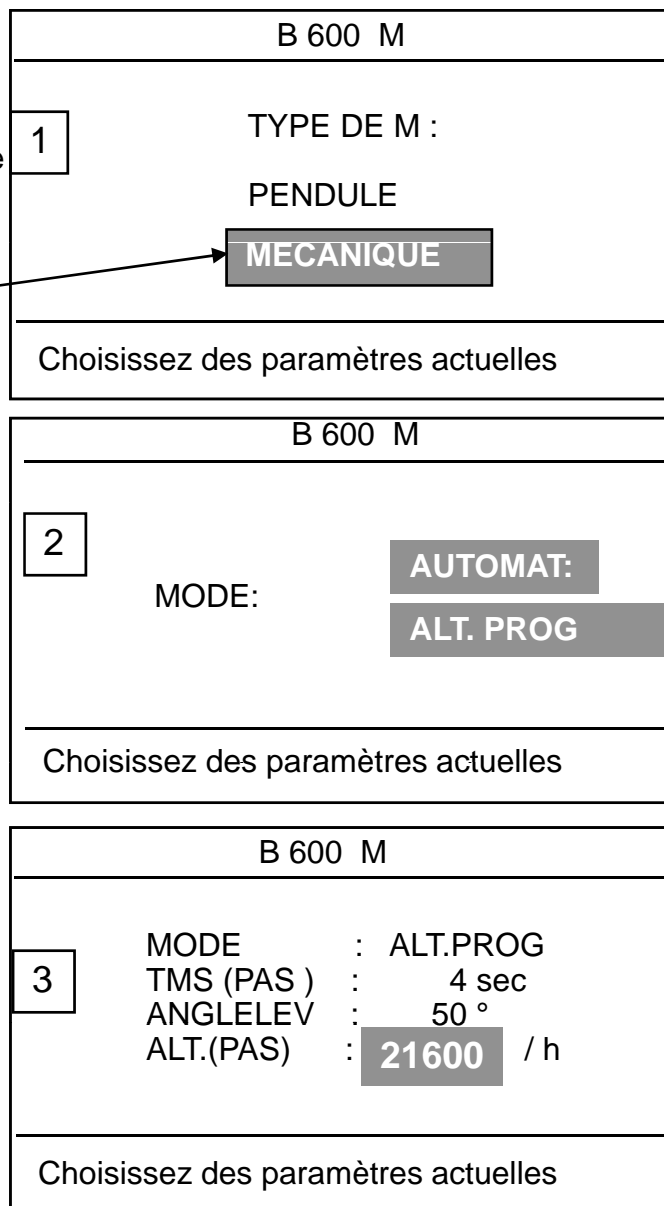 B 600 M
e
1
TYPE DE M :
PENDULE
MECANIQUE
Choisissez des paramètres actuelles
B 600 M
2
MODE:
AUTOMAT:
ALT. PROG
Choisissez des paramètres actuelles
B 600 M
3
MODE : ALT.PROG
TMS (PAS ) : 4 sec
ANGLELEV : 50 °
ALT.(PAS) : 21600 / h
Choisissez des paramètres actuelles